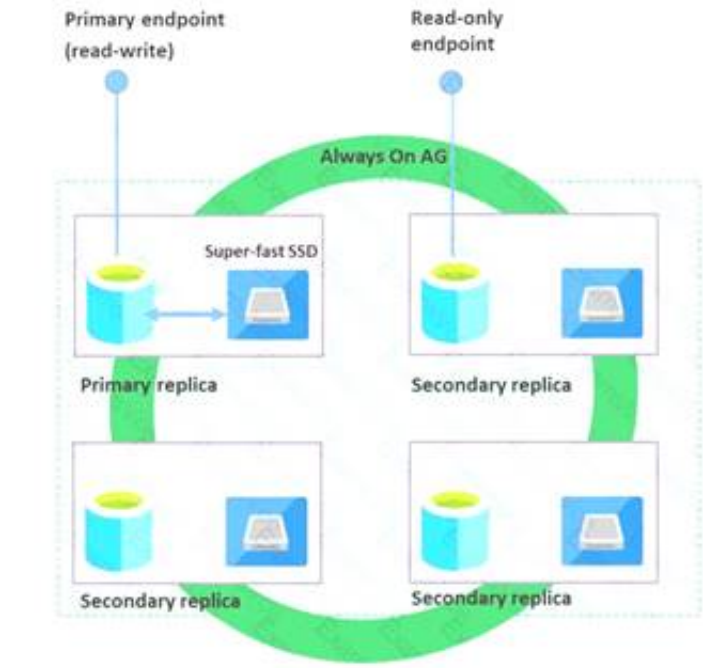 Primary endpoint
(read-write)
Read-only
endpoint
Always On AG
Super-fast SSD
Primary replica
Secondary replica
Secondary replica
Secondary replica